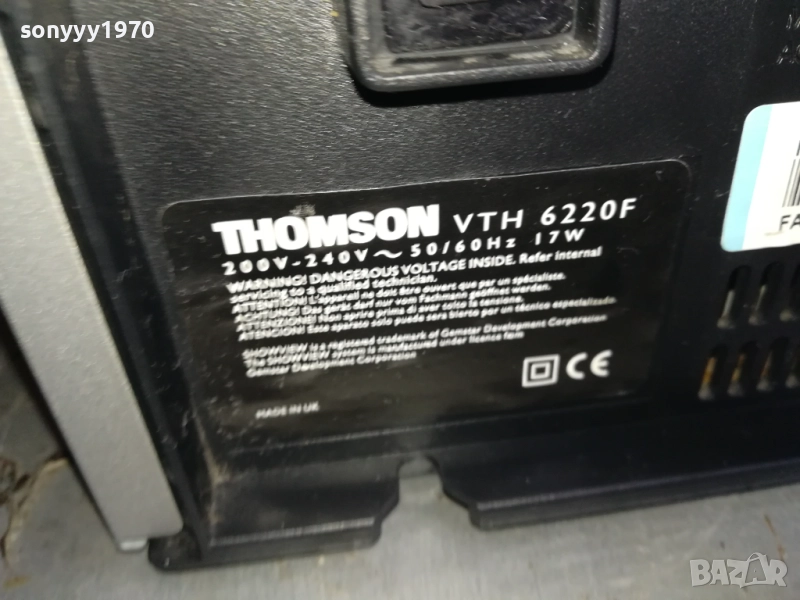 sonyyy1970
THOMSON VTH 6220F
200V-240V ~ 50/60Hz 17W
WARNING! DANGEROUS VOLTAGE INSIDE. Refer Internal
servicing to a qualified technician.
ATTENTION! L'appareil ne doit être ouvert que par un spécialiste.
ACHTUNG! Das gerät darf nur vom Fachmann geöffnet werden.
ATTENZIONE! Non aprire prima di aver tolto la tensione.
ATENCION! Este aparato solo puede serlo bierto por un técnico especializado.
SHOWVIEW is a registered trademark of Gemstar Development Corporation
The SHOWVIEW system is manufactured under license from
Gemstar Development Corporation
CE
MADE IN UK
FA
BAZAR